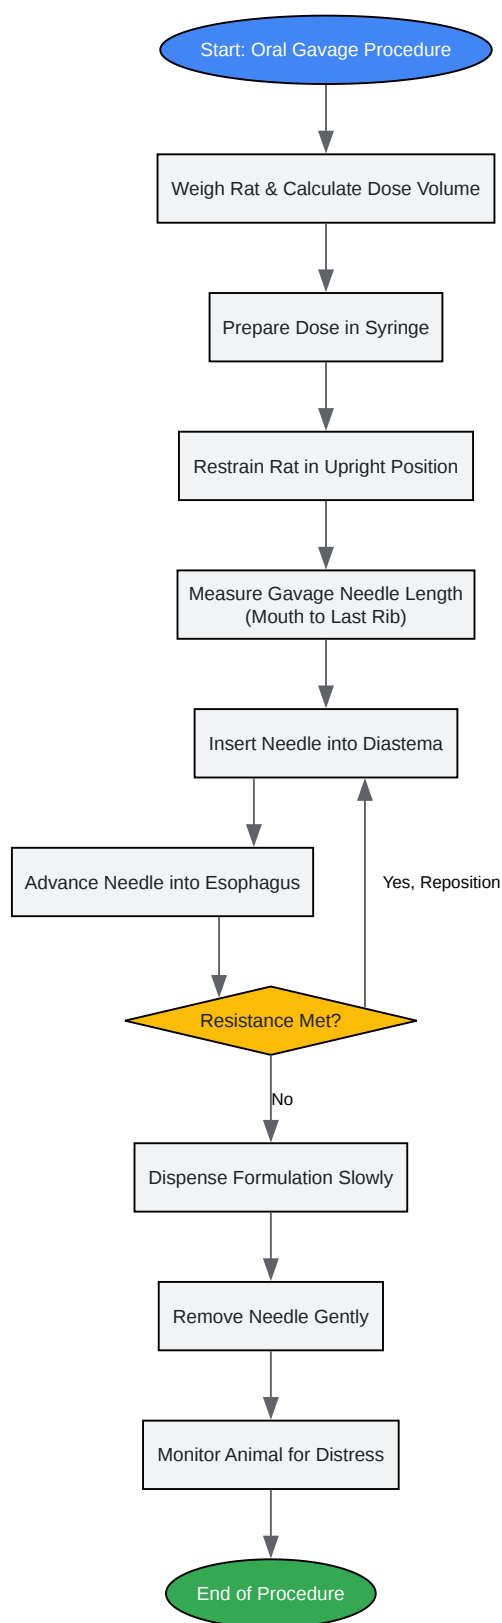 Start: Oral Gavage Procedure
Weigh Rat & Calculate Dose Volume
Prepare Dose in Syringe
Restrain Rat in Upright Position
Measure Gavage Needle Length
(Mouth to Last Rib)
Insert Needle into Diastema
Advance Needle into Esophagus
Yes, Reposition
Resistance Met?
No
Dispense Formulation Slowly
Remove Needle Gently
Monitor Animal for Distress
End of Procedure